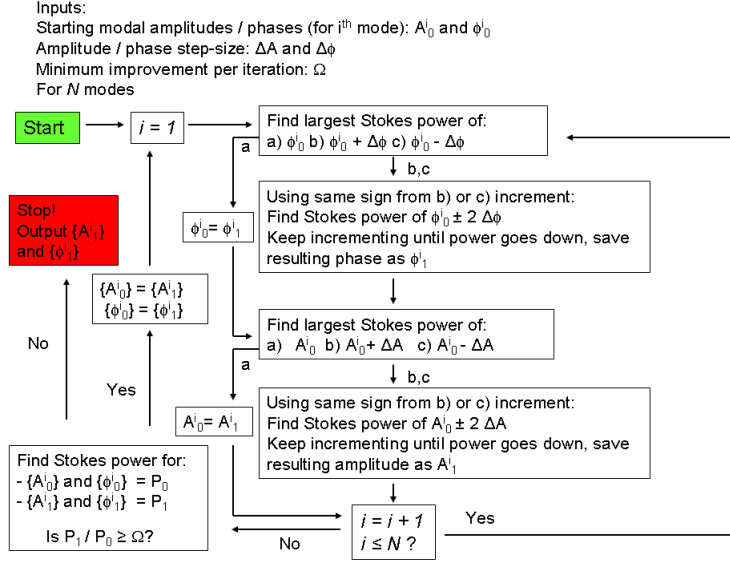 Inputs:
Starting modal amplitudes / phases (for iᵗʰ mode): Aⁱ₀ and ϕⁱ₀
Amplitude / phase step-size: ΔA and Δϕ
Minimum improvement per iteration: Ω
For N modes
Start
i = 1
Find largest Stokes power of:
a) ϕⁱ₀ b) ϕⁱ₀ + Δϕ c) ϕⁱ₀ - Δϕ
a
b,c
Using same sign from b) or c) increment:
Find Stokes power of ϕⁱ₀ ± 2 Δϕ
Keep incrementing until power goes down, save
resulting phase as ϕⁱ₁
ϕⁱ₀= ϕⁱ₁
Stop!
Output {Aⁱ₁}
and {ϕⁱ₁}
{Aⁱ₀} = {Aⁱ₁}
{ϕⁱ₀} = {ϕⁱ₁}
No
Yes
Find largest Stokes power of:
a) Aⁱ₀ b) Aⁱ₀ + ΔA c) Aⁱ₀ - ΔA
a
b,c
Using same sign from b) or c) increment:
Find Stokes power of Aⁱ₀ ± 2 ΔA
Keep incrementing until power goes down, save
resulting amplitude as Aⁱ₁
Aⁱ₀= Aⁱ₁
Find Stokes power for:
- {Aⁱ₀} and {ϕⁱ₀} = P₀
- {Aⁱ₁} and {ϕⁱ₁} = P₁
Is P₁ / P₀ ≥ Ω?
No
i = i + 1
i ≤ N ?
Yes